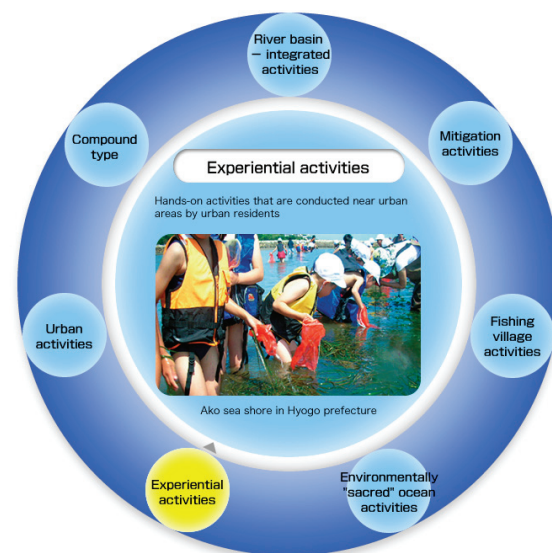 River basin
– integrated
activities
Compound
type
Mitigation
activities
Experiential activities
Hands-on activities that are conducted near urban
areas by urban residents
Urban
activities
Fishing
village
activities
Ako sea shore in Hyogo prefecture
Experiential
activities
Environmentally
"sacred" ocean
activities